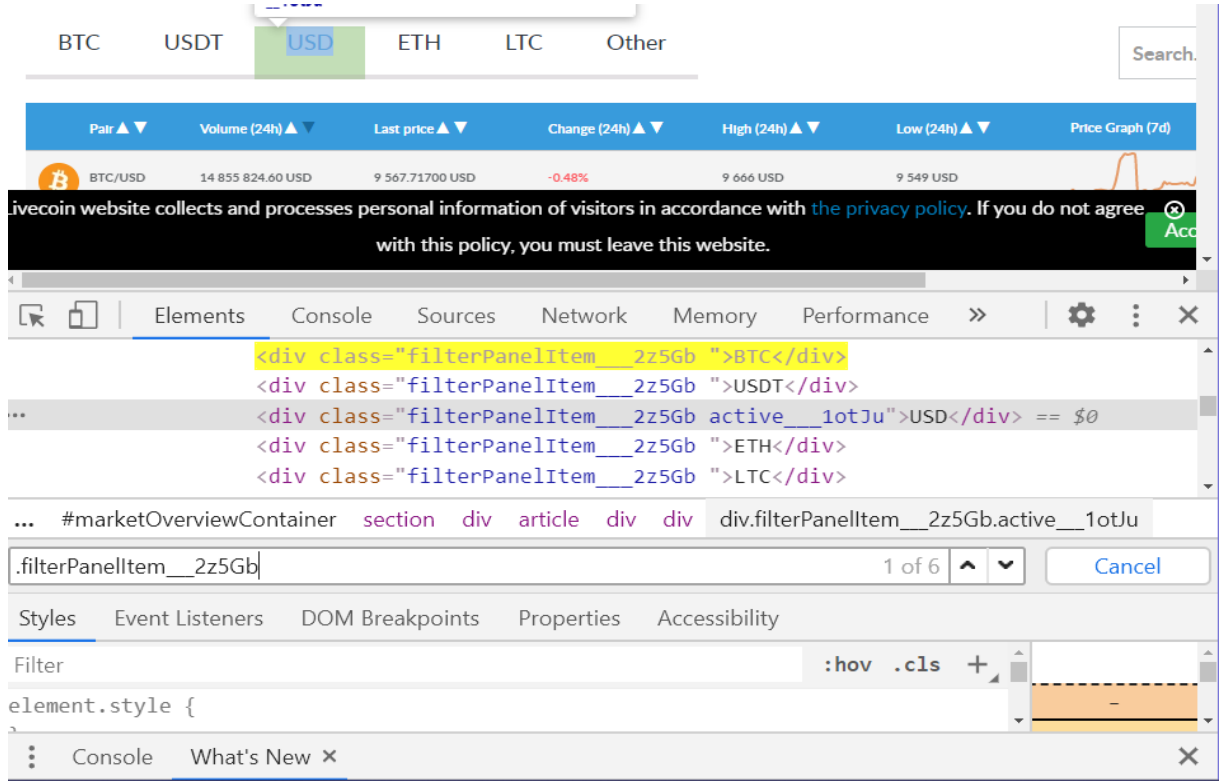 BTC USDT USD ETH LTC Other Search.
Pair ▲ ▼ Volume (24h) ▲ ▼ Last price ▲ ▼ Change (24h) ▲ ▼ High (24h) ▲ ▼ Low (24h) ▲ ▼ Price Graph (7d)
BTC/USD 14 855 824.60 USD 9 567.71700 USD -0.48% 9 666 USD 9 549 USD
Livecoin website collects and processes personal information of visitors in accordance with the privacy policy. If you do not agree
with this policy, you must leave this website.
Acc
Elements Console Sources Network Memory Performance »
<div class="filterPanelItem___2z5Gb ">BTC</div>
<div class="filterPanelItem___2z5Gb ">USDT</div>
... <div class="filterPanelItem___2z5Gb active___1otJu">USD</div> == $0
<div class="filterPanelItem___2z5Gb ">ETH</div>
<div class="filterPanelItem___2z5Gb ">LTC</div>
... #marketOverviewContainer section div article div div div.filterPanelItem___2z5Gb.active___1otJu
.filterPanelItem___2z5Gb 1 of 6 Cancel
Styles Event Listeners DOM Breakpoints Properties Accessibility
Filter :hov .cls +
element.style { -
Console What's New ×